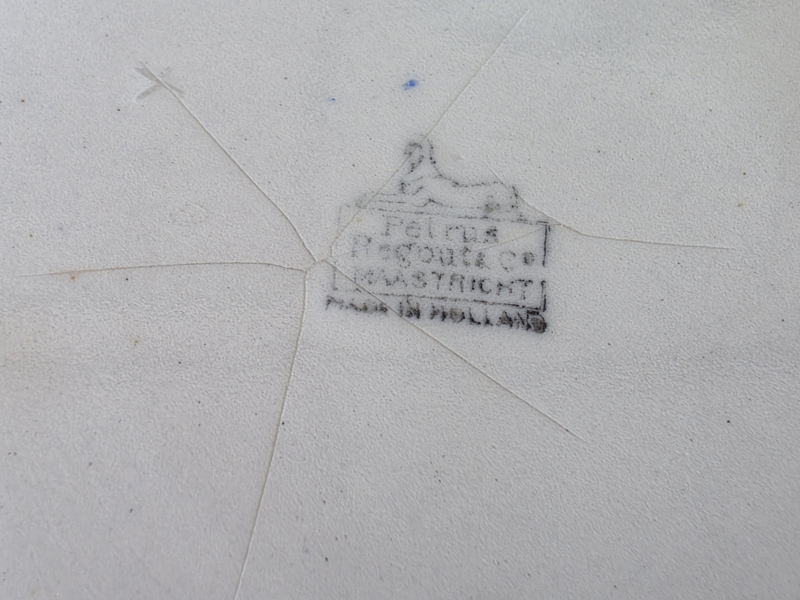 Petrus
Regout & Co
MAASTRICHT
MADE IN HOLLAND